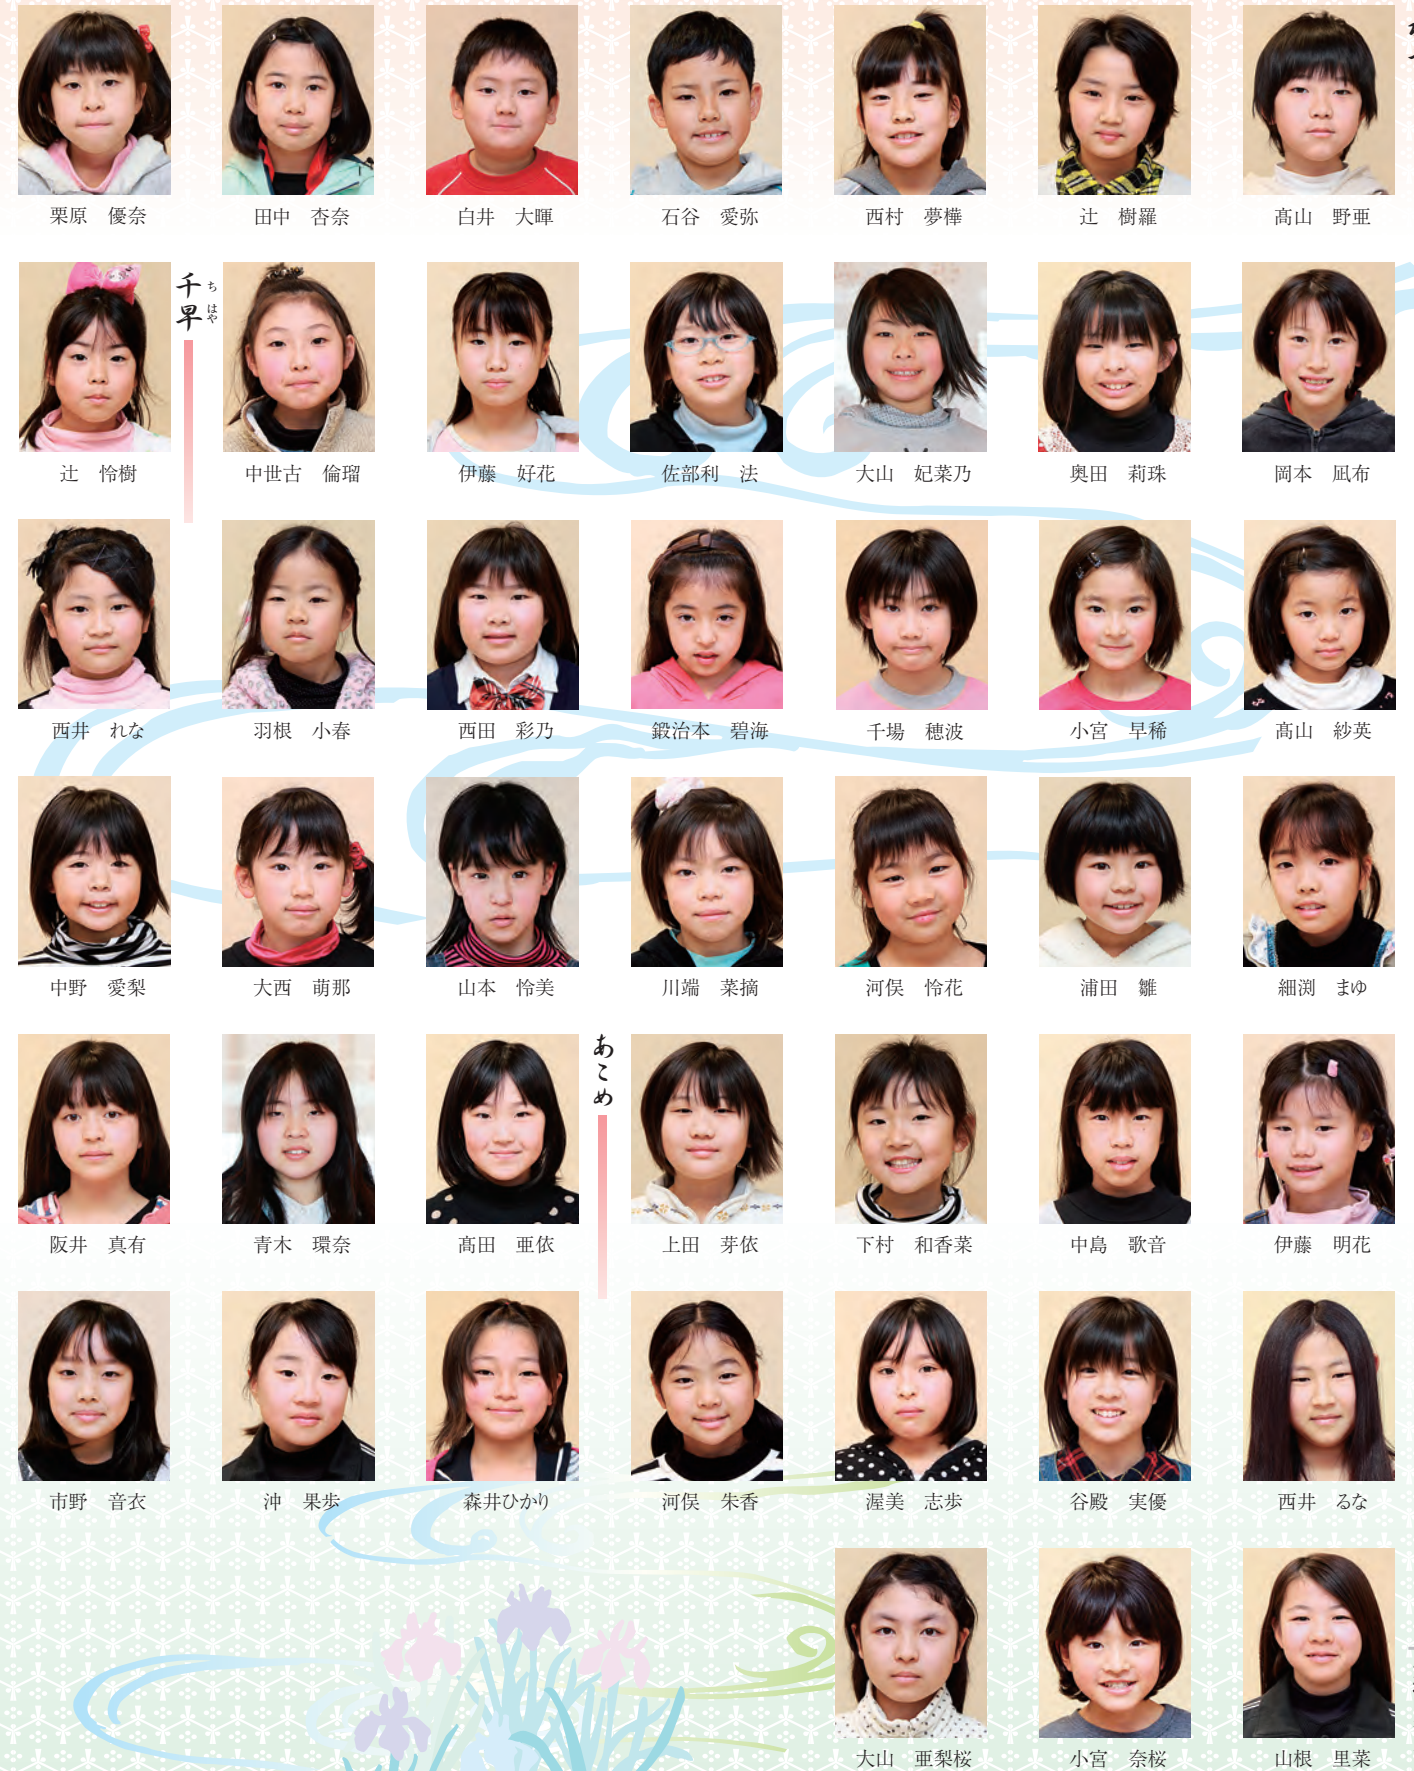 栗原 優奈
田中 杏奈
白井 大暉
石谷 愛弥
西村 夢樺
辻 樹羅
髙山 野亜
辻 怜樹
千早
ちはや
中世古 倫瑠
伊藤 好花
佐部利 法
大山 妃菜乃
奥田 莉珠
岡本 凪布
西井 れな
羽根 小春
西田 彩乃
鍛治本 碧海
千場 穂波
小宮 早稀
髙山 紗英
中野 愛梨
大西 萌那
山本 怜美
川端 菜摘
河俣 怜花
浦田 雛
細渕 まゆ
阪井 真有
青木 環奈
髙田 亜依
あこめ
上田 芽依
下村 和香菜
中島 歌音
伊藤 明花
市野 音衣
沖 果歩
森井ひかり
河俣 朱香
渥美 志歩
谷殿 実優
西井 るな
大山 亜梨桜
小宮 奈桜
山根 里菜